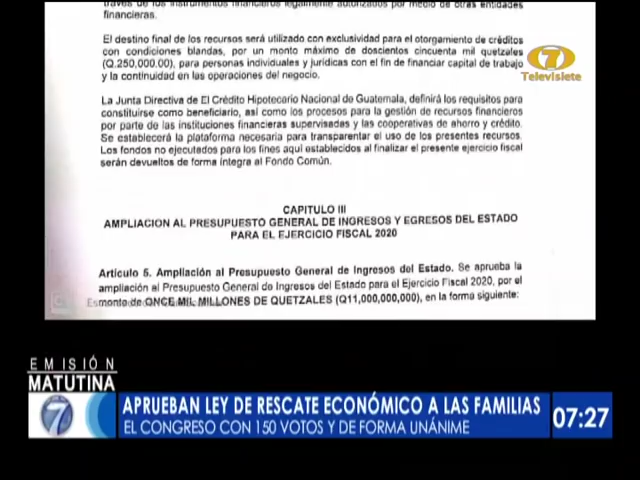 través de los instrumentos financieros legalmente autorizados por medio de otras entidades
financieras.
El destino final de los recursos será utilizado con exclusividad para el otorgamiento de créditos
con condiciones blandas, por un monto máximo de doscientos cincuenta mil quetzales
(Q.250,000.00), para personas individuales y jurídicas con el fin de financiar capital de trabajo
y la continuidad en las operaciones del negocio.
7
Televisiete
La Junta Directiva de El Crédito Hipotecario Nacional de Guatemala, definirá los requisitos para
constituirse como beneficiario, así como los procesos para la gestión de recursos financieros
por parte de las instituciones financieras supervisadas y las cooperativas de ahorro y crédito.
Se establecerá la plataforma necesaria para transparentar el uso de los presentes recursos.
Los fondos no ejecutados para los fines aquí establecidos al finalizar el presente ejercicio fiscal
serán devueltos de forma íntegra al Fondo Común.
CAPITULO III
AMPLIACION AL PRESUPUESTO GENERAL DE INGRESOS Y EGRESOS DEL ESTADO
PARA EL EJERCICIO FISCAL 2020
Artículo 5. Ampliación al Presupuesto General de Ingresos del Estado. Se aprueba la
ampliación al Presupuesto General de Ingresos del Estado para el Ejercicio Fiscal 2020, por el
monto de ONCE MIL MILLONES DE QUETZALES (Q11,000,000,000), en la forma siguiente:
EMISIÓN
MATUTINA
7
APRUEBAN LEY DE RESCATE ECONÓMICO A LAS FAMILIAS
EL CONGRESO CON 150 VOTOS Y DE FORMA UNÁNIME
07:27